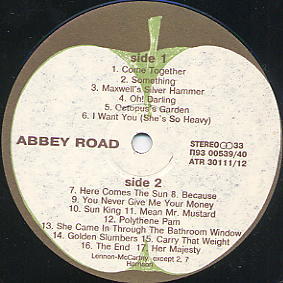 side 1
1. Come Together
2. Something
3. Maxwell's Silver Hammer
4. Oh! Darling
5. Octopus's Garden
6. I Want You (She's So Heavy)
ABBEY ROAD
STEREO 33
П93 00539/40
ATR 30111/12
side 2
7. Here Comes The Sun 8. Because
9. You Never Give Me Your Money
10. Sun King 11. Mean Mr. Mustard
12. Polythene Pam
13. She Came In Through The Bathroom Window
14. Golden Slumbers 15. Carry That Weight
16. The End 17. Her Majesty
Lennon-McCartney except 2, 7
Harrison